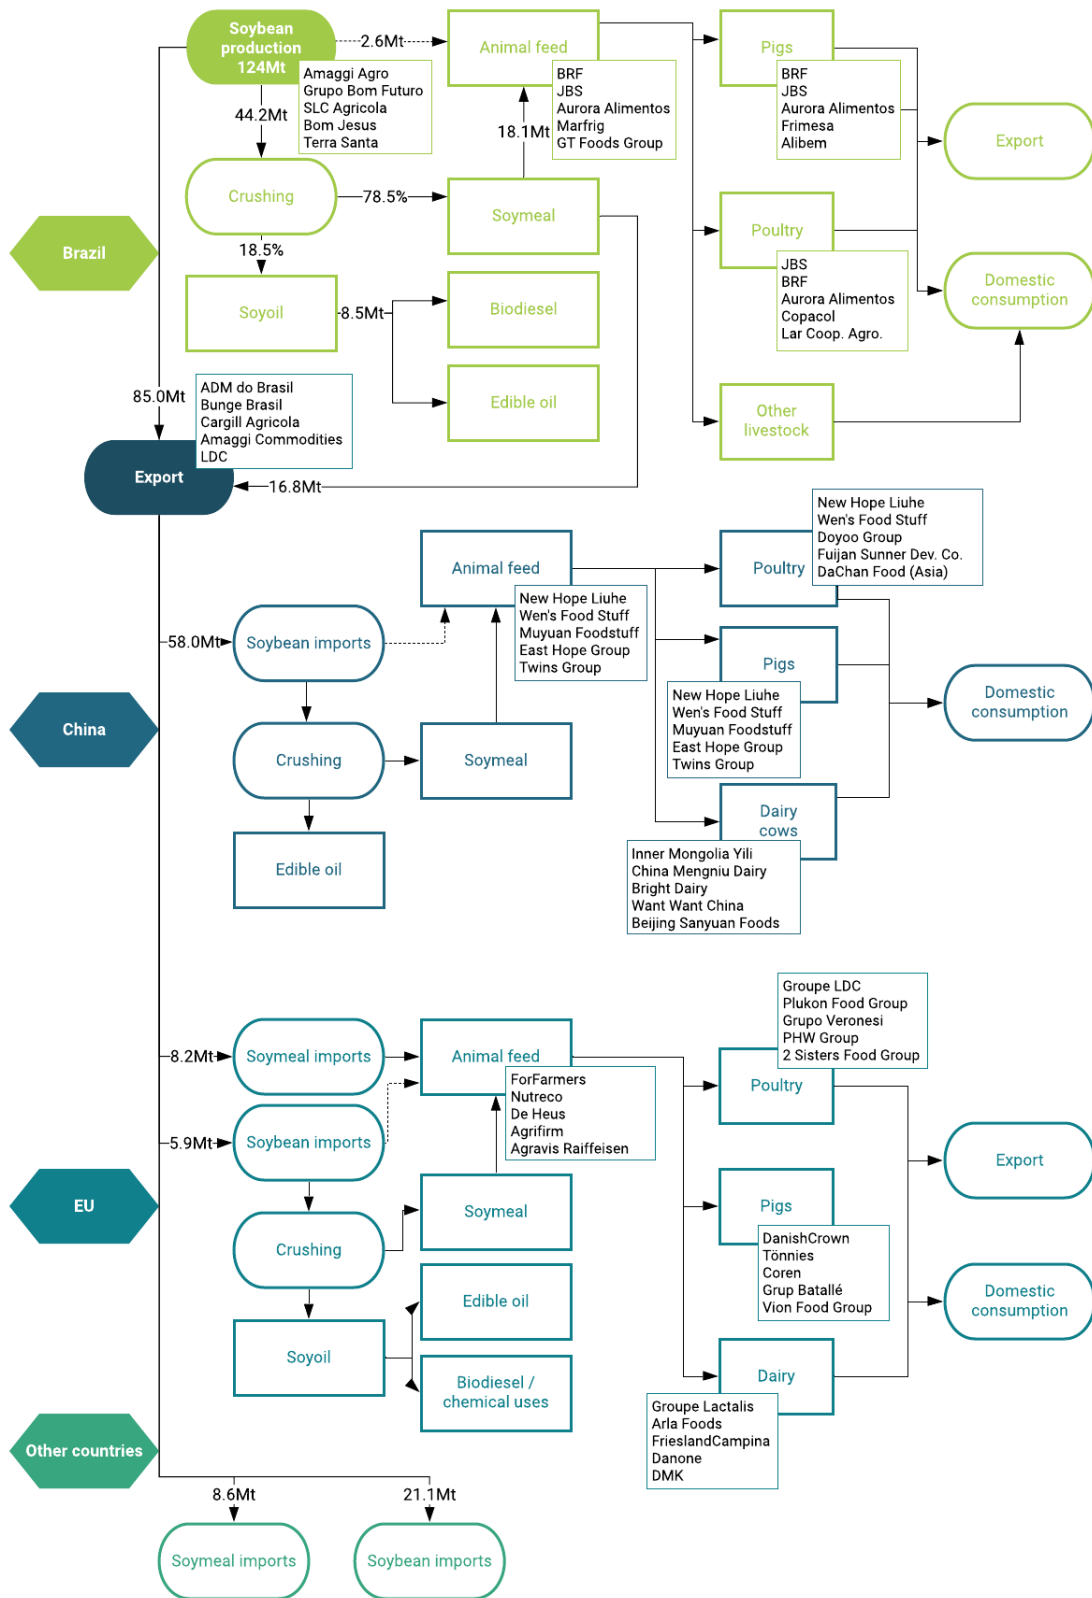 Soybean
production
124Mt
2.6Mt
Animal feed
Pigs
Amaggi Agro
Grupo Bom Futuro
SLC Agricola
Bom Jesus
Terra Santa
BRF
JBS
Aurora Alimentos
Marfrig
GT Foods Group
BRF
JBS
Aurora Alimentos
Frimesa
Alibem
44.2Mt
18.1Mt
Export
Crushing
78.5%
Soymeal
Poultry
Brazil
18.5%
JBS
BRF
Aurora Alimentos
Copacol
Lar Coop. Agro.
Domestic
consumption
Soyoil
8.5Mt
Biodiesel
85.0Mt
ADM do Brasil
Bunge Brasil
Cargill Agricola
Amaggi Commodities
LDC
Edible oil
Other
livestock
Export
16.8Mt
New Hope Liuhe
Wen's Food Stuff
Doyoo Group
Fuijan Sunner Dev. Co.
DaChan Food (Asia)
Animal feed
Poultry
New Hope Liuhe
Wen's Food Stuff
Muyuan Foodstuff
East Hope Group
Twins Group
58.0Mt
Soybean imports
Pigs
New Hope Liuhe
Wen's Food Stuff
Muyuan Foodstuff
East Hope Group
Twins Group
Domestic
consumption
China
Crushing
Soymeal
Dairy
cows
Edible oil
Inner Mongolia Yili
China Mengniu Dairy
Bright Dairy
Want Want China
Beijing Sanyuan Foods
Groupe LDC
Plukon Food Group
Grupo Veronesi
PHW Group
2 Sisters Food Group
8.2Mt
Soymeal imports
Animal feed
Poultry
ForFarmers
Nutreco
De Heus
Agrifirm
Agravis Raiffeisen
5.9Mt
Soybean imports
Export
EU
Soymeal
Pigs
Crushing
DanishCrown
Tönnies
Coren
Grup Batallé
Vion Food Group
Edible oil
Domestic
consumption
Soyoil
Biodiesel /
chemical uses
Dairy
Groupe Lactalis
Arla Foods
FrieslandCampina
Danone
DMK
Other countries
8.6Mt
21.1Mt
Soymeal imports
Soybean imports